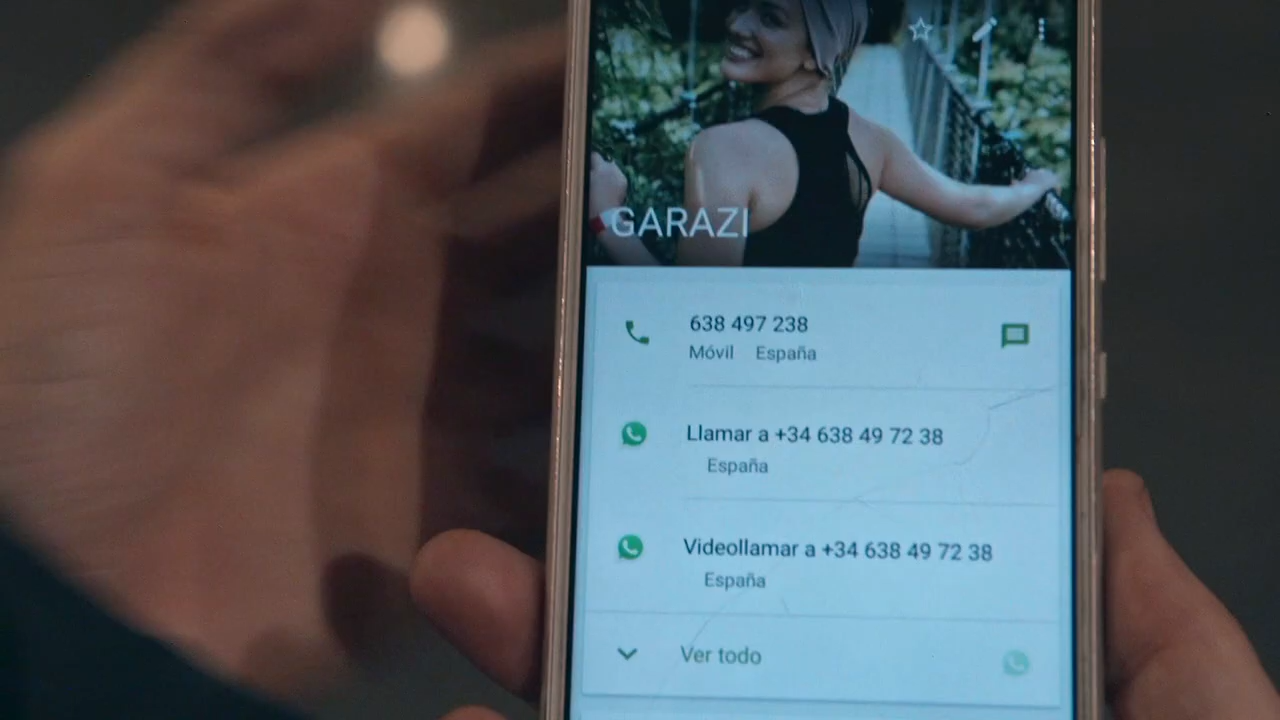 GARAZI
638 497 238
Móvil España
Llamar a +34 638 49 72 38
España
Videollamar a +34 638 49 72 38
España
Ver todo